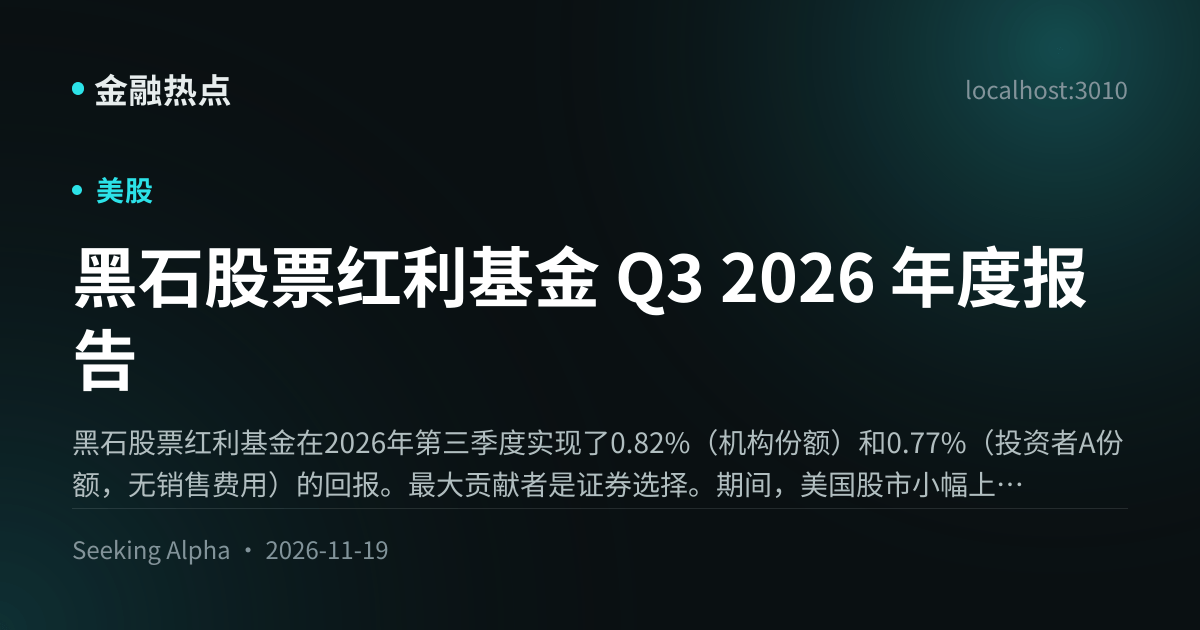 金融热点
localhost:3010
美股
黑石股票红利基金 Q3 2026 年度报
告
黑石股票红利基金在2026年第三季度实现了0.82%（机构份额）和0.77%（投资者A份
额，无销售费用）的回报。最大贡献者是证券选择。期间，美国股市小幅上…
Seeking Alpha · 2026-11-19